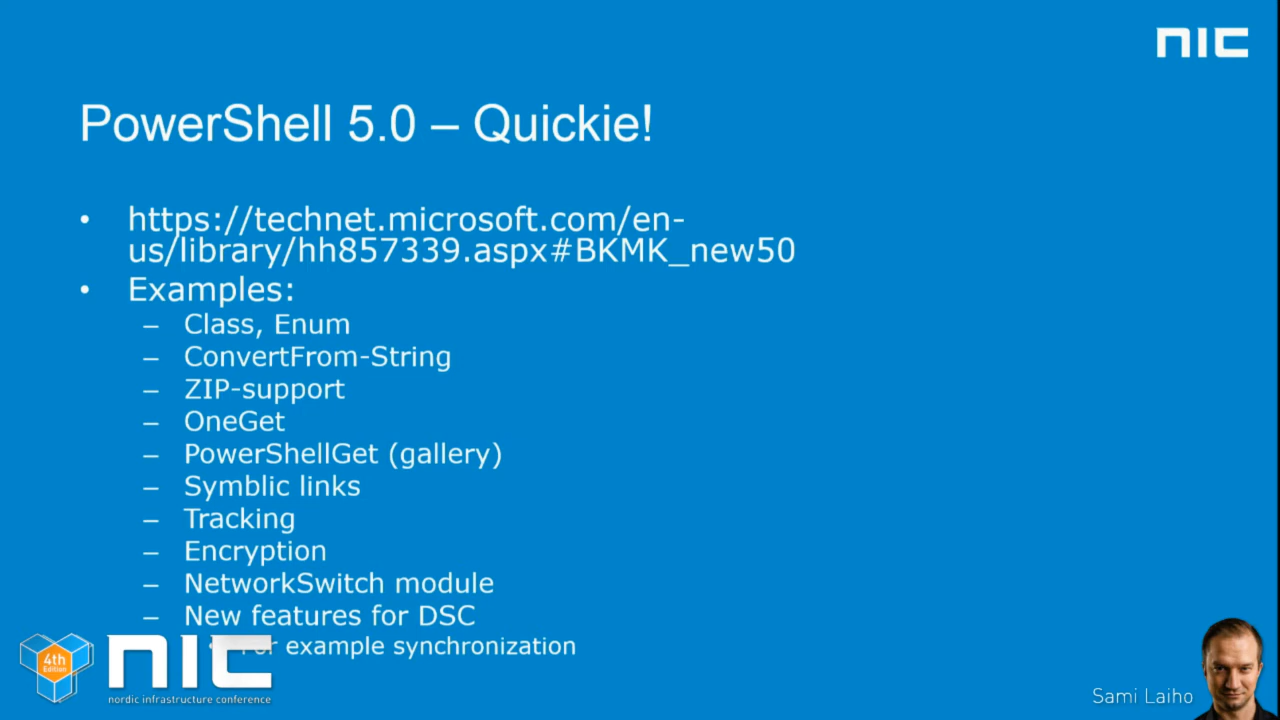 nic
PowerShell 5.0 – Quickie!
• https://technet.microsoft.com/en-
us/library/hh857339.aspx#BKMK_new50
• Examples:
– Class, Enum
– ConvertFrom-String
– ZIP-support
– OneGet
– PowerShellGet (gallery)
– Symblic links
– Tracking
– Encryption
– NetworkSwitch module
– New features for DSC
• For example synchronization
4th
Edition
nic
nordic infrastructure conference
Sami Laiho